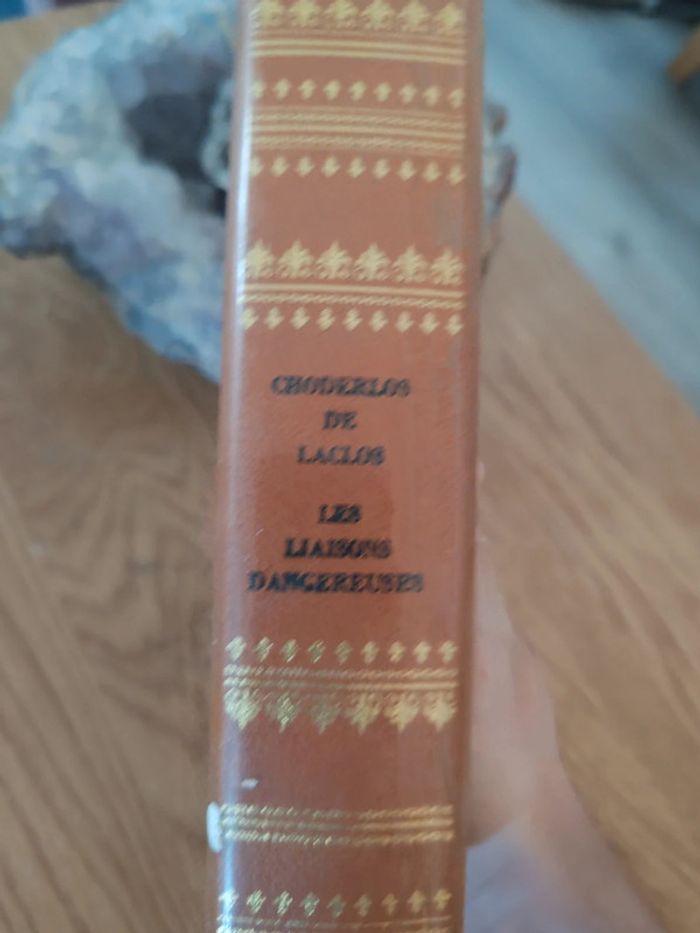 CHODERLOS
DE
LACLOS
LES
LIAISONS
DANGEREUSES